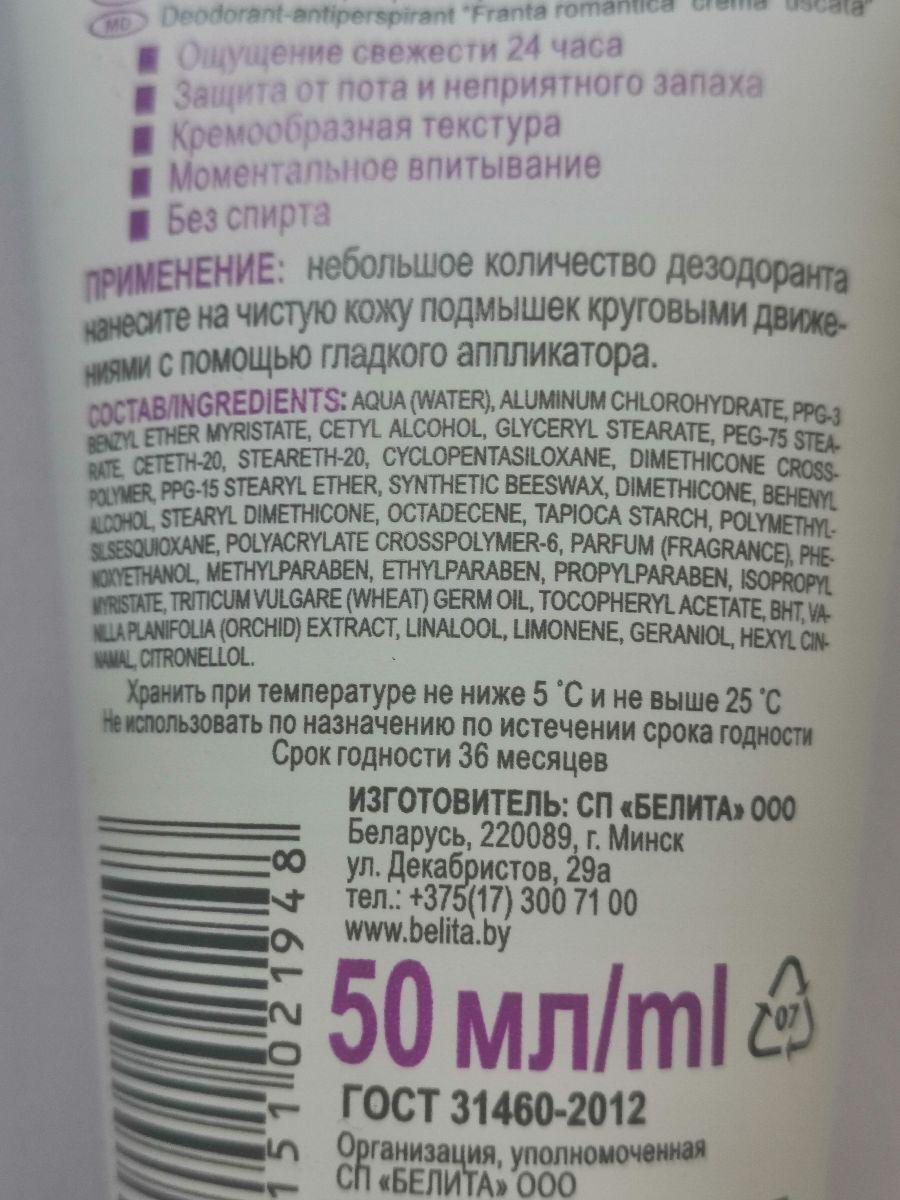 MD Deodorant-antiperspirant "Franta romantica" crema uscata"
Ощущение свежести 24 часа
Защита от пота и неприятного запаха
Кремообразная текстура
Моментальное впитывание
Без спирта
ПРИМЕНЕНИЕ: небольшое количество дезодоранта
нанесите на чистую кожу подмышек круговыми движе-
ниями с помощью гладкого аппликатора.
СОСТАВ/INGREDIENTS: AQUA (WATER), ALUMINUM CHLOROHYDRATE, PPG-3
BENZYL ETHER MYRISTATE, CETYL ALCOHOL, GLYCERYL STEARATE, PEG-75 STEA-
RATE, CETETH-20, STEARETH-20, CYCLOPENTASILOXANE, DIMETHICONE CROSS-
POLYMER, PPG-15 STEARYL ETHER, SYNTHETIC BEESWAX, DIMETHICONE, BEHENYL
ALCOHOL, STEARYL DIMETHICONE, OCTADECENE, TAPIOCA STARCH, POLYMETHYL-
SILSESQUIOXANE, POLYACRYLATE CROSSPOLYMER-6, PARFUM (FRAGRANCE), PHE-
NOXYETHANOL, METHYLPARABEN, ETHYLPARABEN, PROPYLPARABEN, ISOPROPYL
MYRISTATE, TRITICUM VULGARE (WHEAT) GERM OIL, TOCOPHERYL ACETATE, BHT, VA-
NILLA PLANIFOLIA (ORCHID) EXTRACT, LINALOOL, LIMONENE, GERANIOL, HEXYL CIN-
NAMAL, CITRONELLOL.
Хранить при температуре не ниже 5 °C и не выше 25 °C
Не использовать по назначению по истечении срока годности
Срок годности 36 месяцев
ИЗГОТОВИТЕЛЬ: СП «БЕЛИТА» ООО
Беларусь, 220089, г. Минск
ул. Декабристов, 29а
тел.: +375(17) 300 71 00
www.belita.by
50 мл/ml
07
ГОСТ 31460-2012
Организация, уполномоченная
СП «БЕЛИТА» ООО
151021948